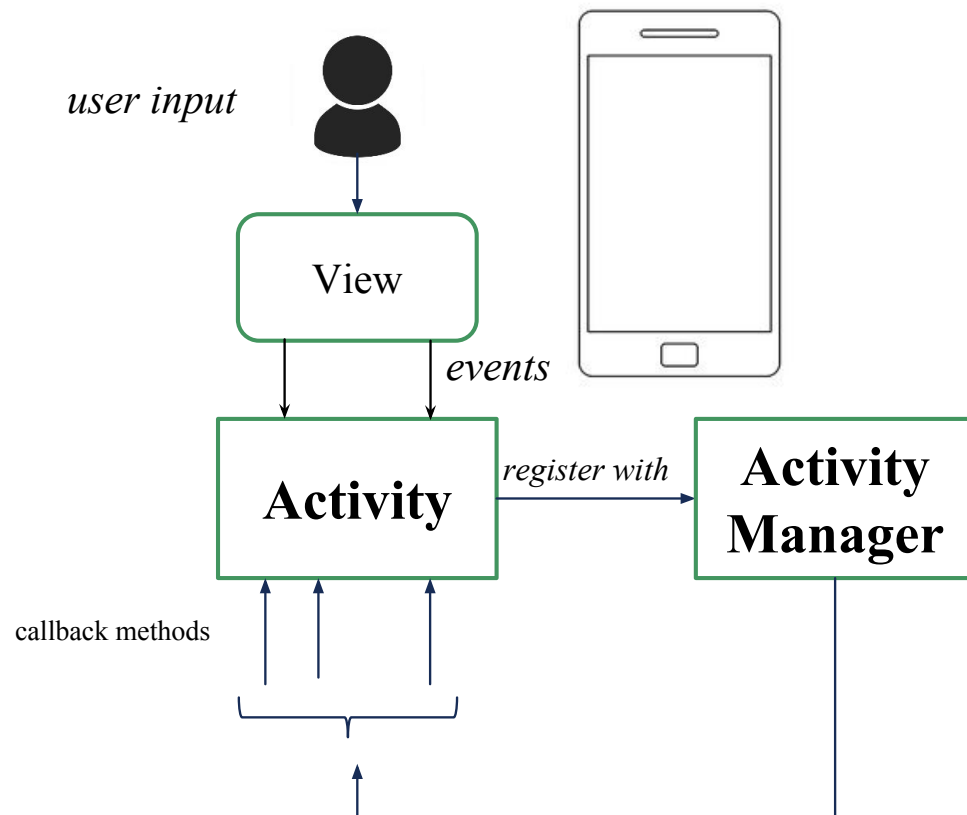 user input
View
events
Activity
register with
Activity
Manager
callback methods